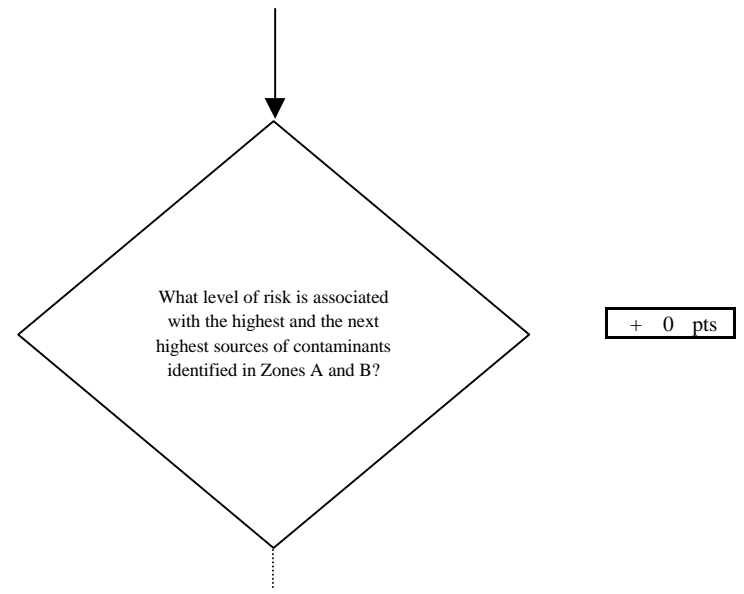 What level of risk is associated
with the highest and the next
highest sources of contaminants
identified in Zones A and B?
+ 0 pts